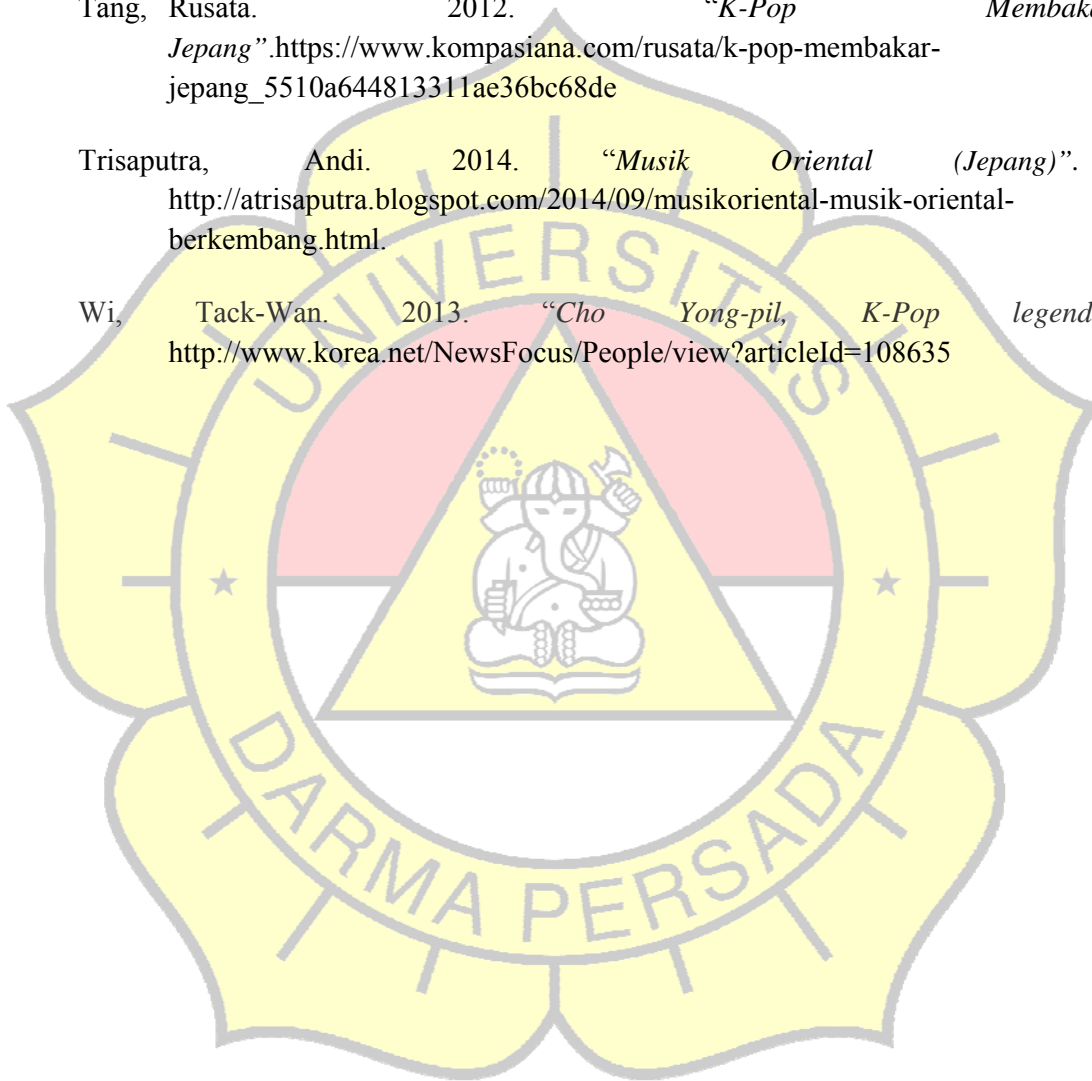 Tang, Rusata. 2012. “K-Pop Membaka
Jepang”.https://www.kompasiana.com/rusata/k-pop-membakar-
jepang_5510a644813311ae36bc68de
Trisaputra, Andi. 2014. “Musik Oriental (Jepang)”.
http://atrisaputra.blogspot.com/2014/09/musikoriental-musik-oriental-
berkembang.html.
Wi, Tack-Wan. 2013. “Cho Yong-pil, K-Pop legend
http://www.korea.net/NewsFocus/People/view?articleId=108635
UNIVERSITAS
DARMA PERSADA